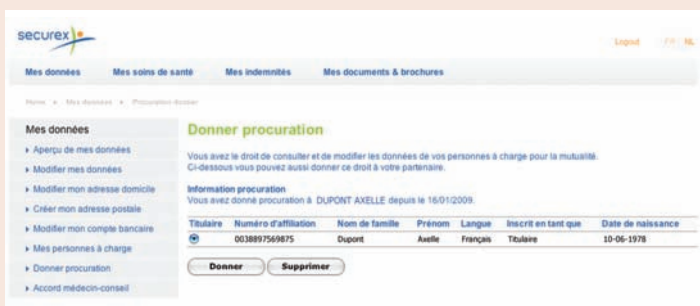 securex
Logout FR NL
Mes données Mes soins de santé Mes indemnités Mes documents & brochures
Home Mes données Procuration donner
Mes données
Aperçu de mes données
Modifier mes données
Modifier mon adresse domicile
Créer mon adresse postale
Modifier mon compte bancaire
Mes personnes à charge
Donner procuration
Accord médecin-conseil
Donner procuration
Vous avez le droit de consulter et de modifier les données de vos personnes à charge pour la mutualité.
Ci-dessous vous pouvez aussi donner ce droit à votre partenaire.
Information procuration
Vous avez donné procuration à DUPONT AXELLE depuis le 16/01/2009.
Titulaire Numéro d'affiliation Nom de famille Prénom Langue Inscrit en tant que Date de naissance
0038897569875 Dupont Axelle Français Titulaire 10-06-1978
Donner Supprimer